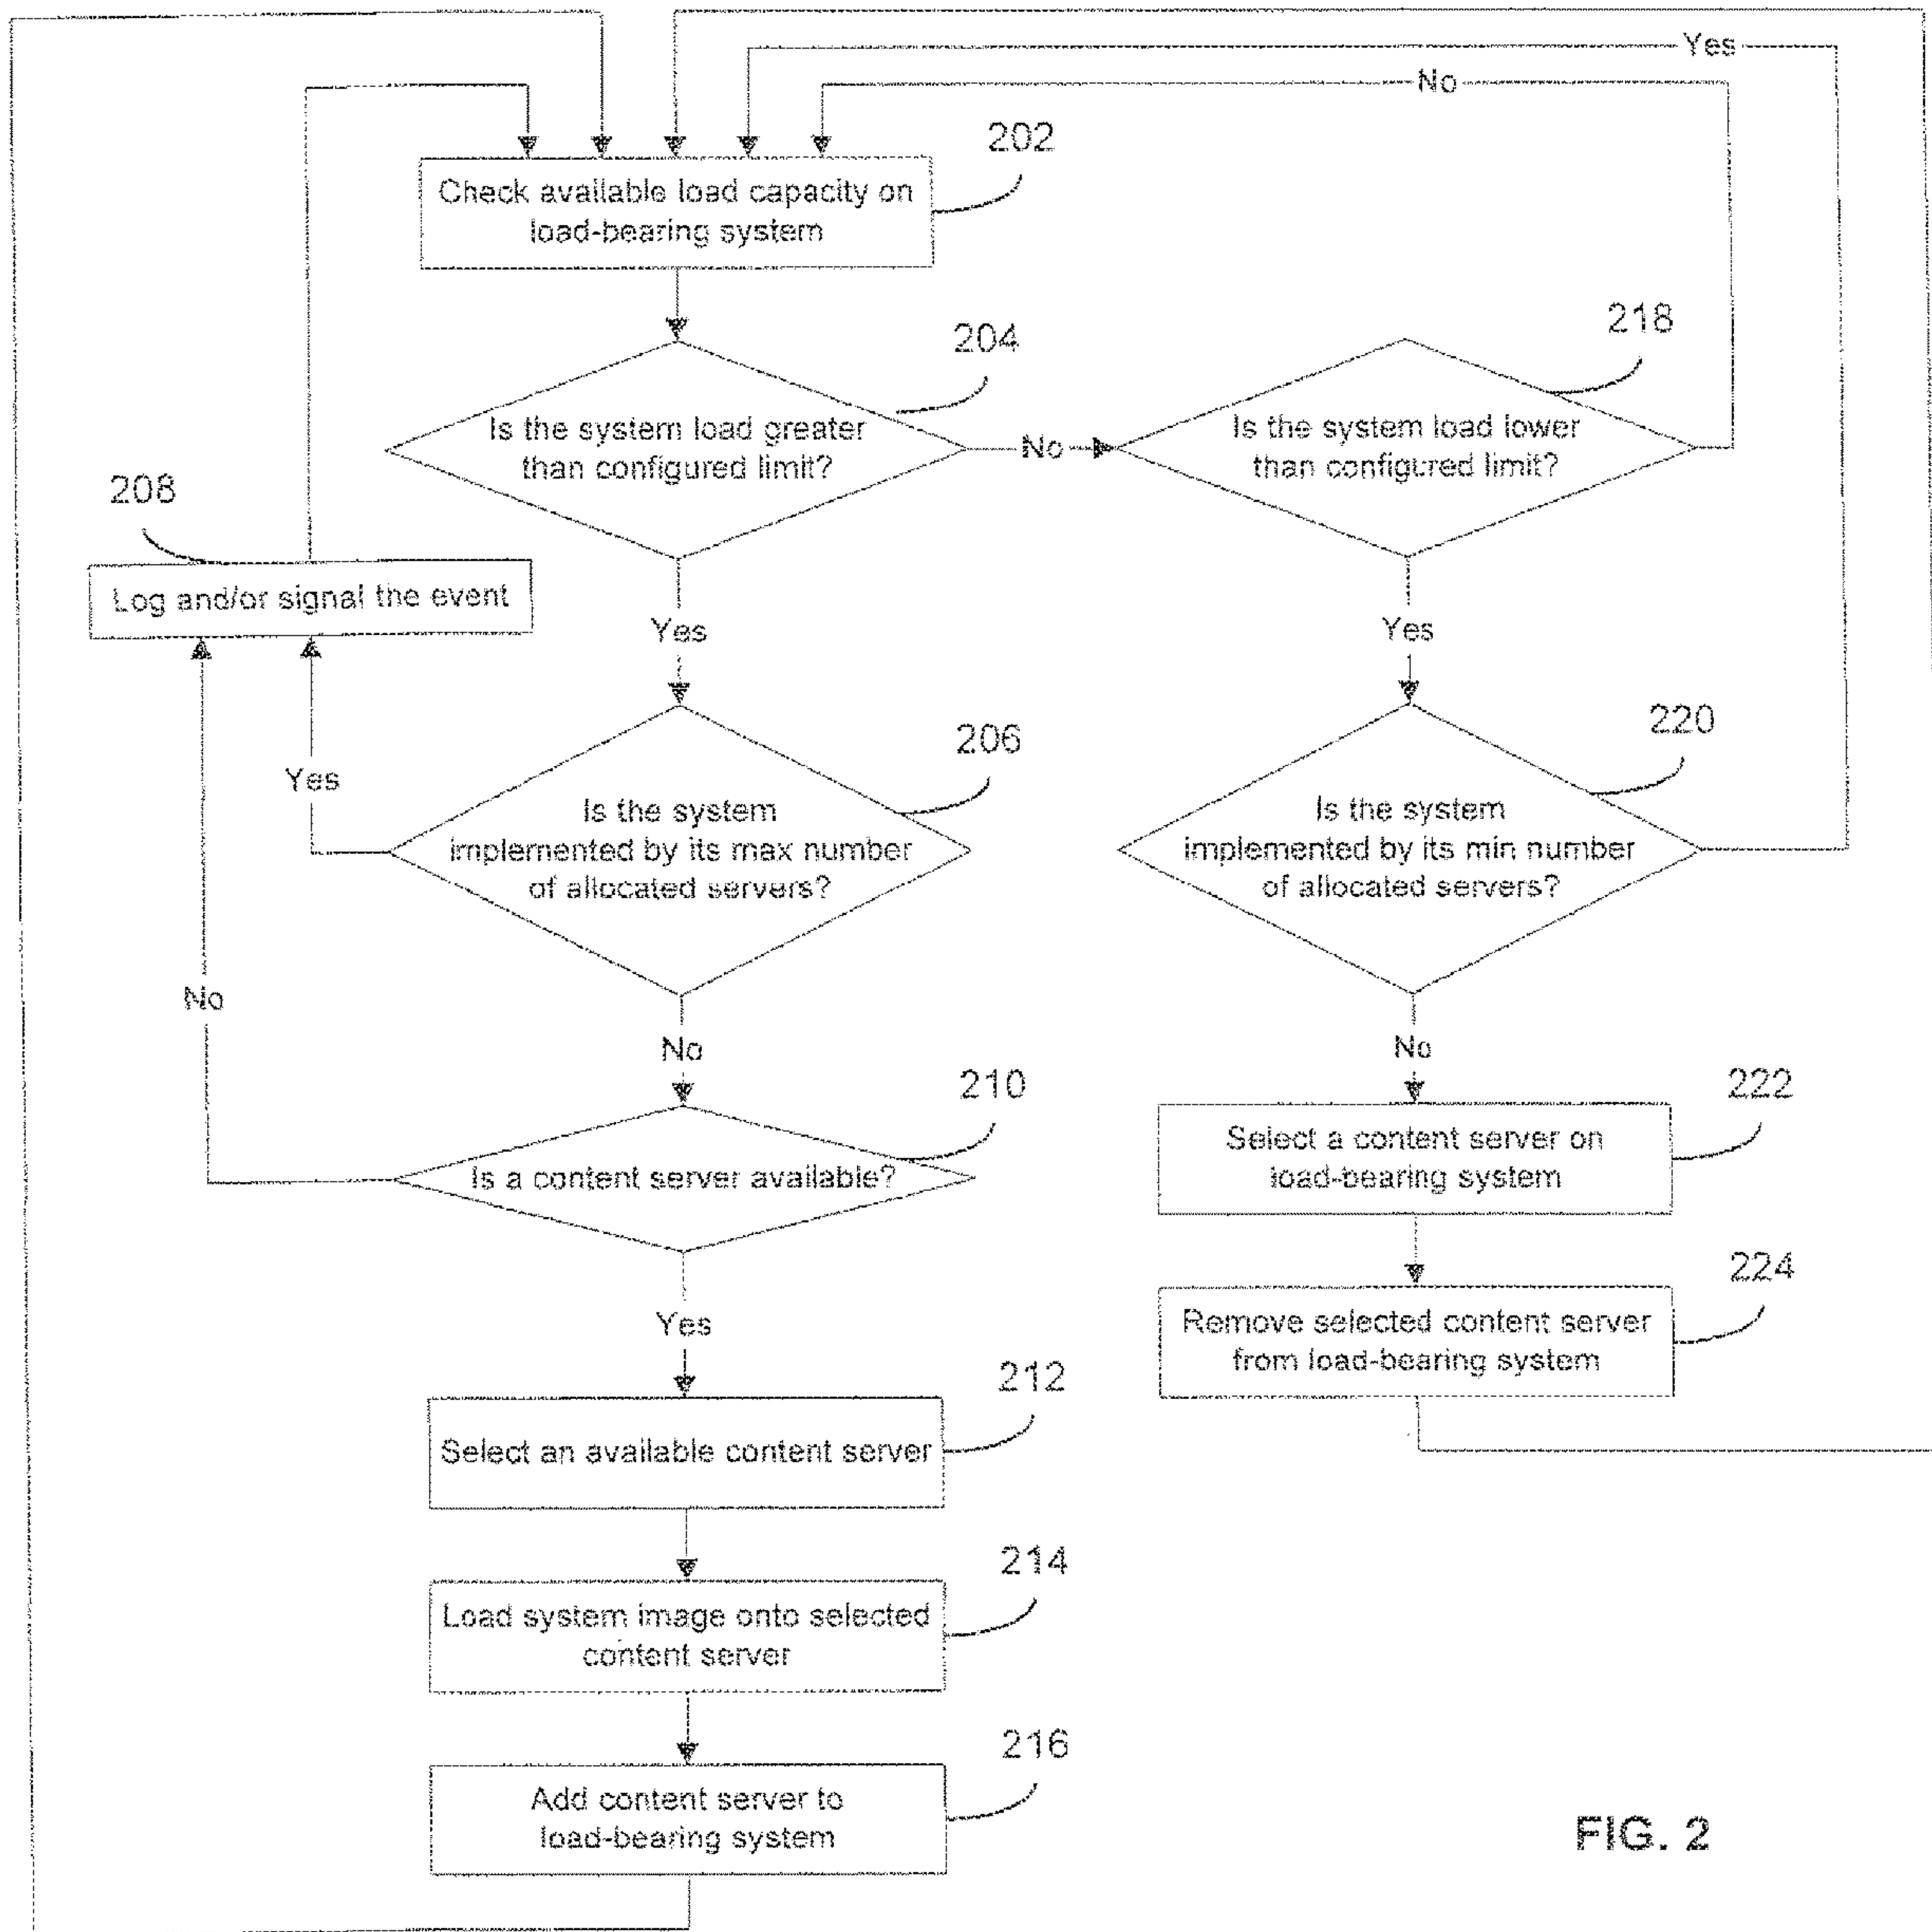 Yes
No
202
Check available load capacity on
load-bearing system
204
Is the system load greater
than configured limit?
No
218
Is the system load lower
than configured limit?
208
Log and/or signal the event
Yes
Yes
206
Is the system
implemented by its max number
of allocated servers?
Yes
220
Is the system
implemented by its min number
of allocated servers?
No
No
No
210
Is a content server available?
222
Select a content server on
load-bearing system
Yes
224
Remove selected content server
from load-bearing system
212
Select an available content server
214
Load system image onto selected
content server
216
Add content server to
load-bearing system
FIG. 2